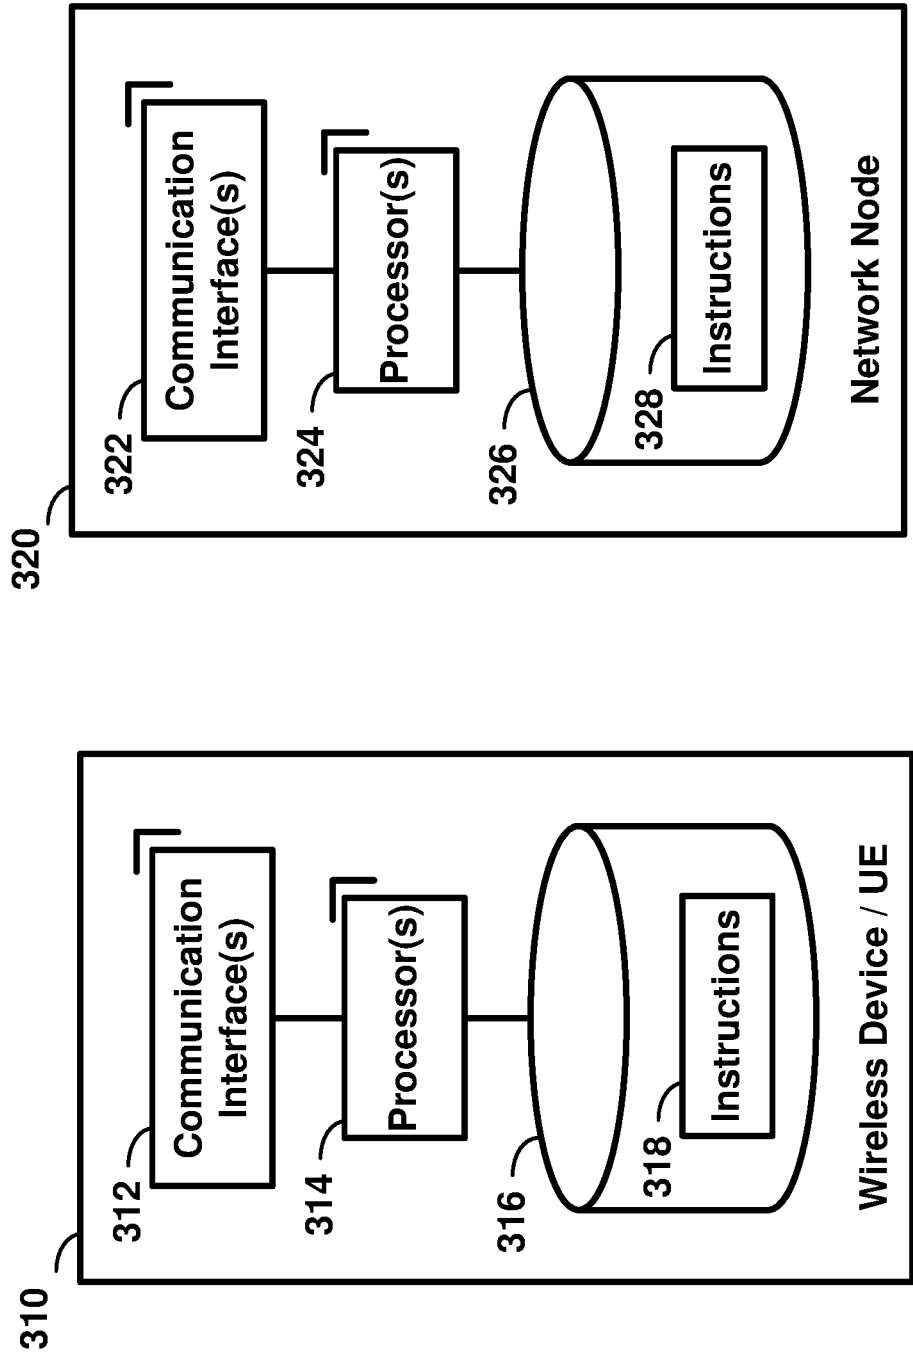 310
312
Communication
Interface(s)
314
Processor(s)
316
318
Instructions
Wireless Device / UE
320
322
Communication
Interface(s)
324
Processor(s)
326
328
Instructions
Network Node